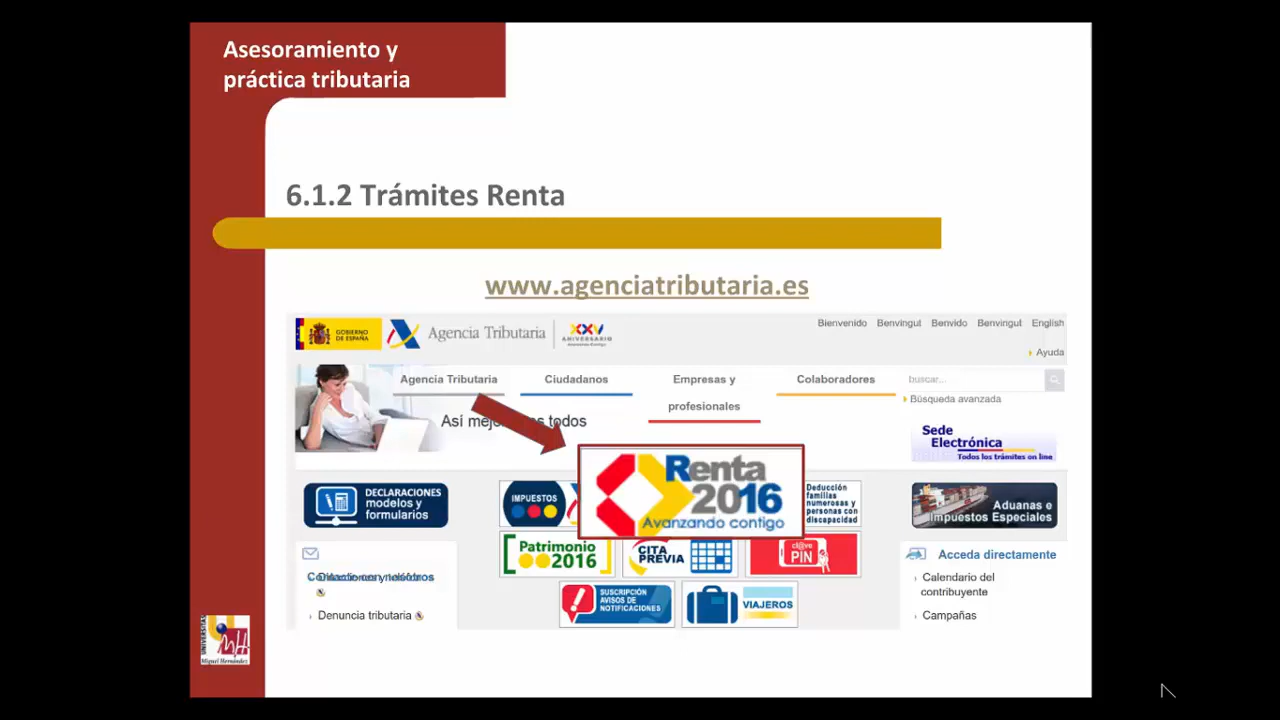 Asesoramiento y
práctica tributaria
6.1.2 Trámites Renta
www.agenciatributaria.es
GOBIERNO
DE ESPAÑA
Agencia Tributaria
XXV
ANIVERSARIO
Bienvenido Benvingut Benvido Benvingut English
Ayuda
Agencia Tributaria
Ciudadanos
Empresas y
profesionales
Colaboradores
buscar...
Búsqueda avanzada
Así mejo os todos
Sede
Electrónica
Todos los trámites on line
DECLARACIONES
modelos y
formularios
IMPUESTOS
Renta
2016
Avanzando contigo
Deducción
familias
numerosas y
personas con
discapacidad
Aduanas e
Impuestos Especiales
Patrimonio
2016
CITA
PREVIA
cl@ve
PIN
Acceda directamente
Calendario del
contribuyente
Campañas
Denuncia tributaria
SUSCRIPCIÓN
AVISOS DE
NOTIFICACIONES
VIAJEROS
UNIVERSITAS
Miguel Hernández